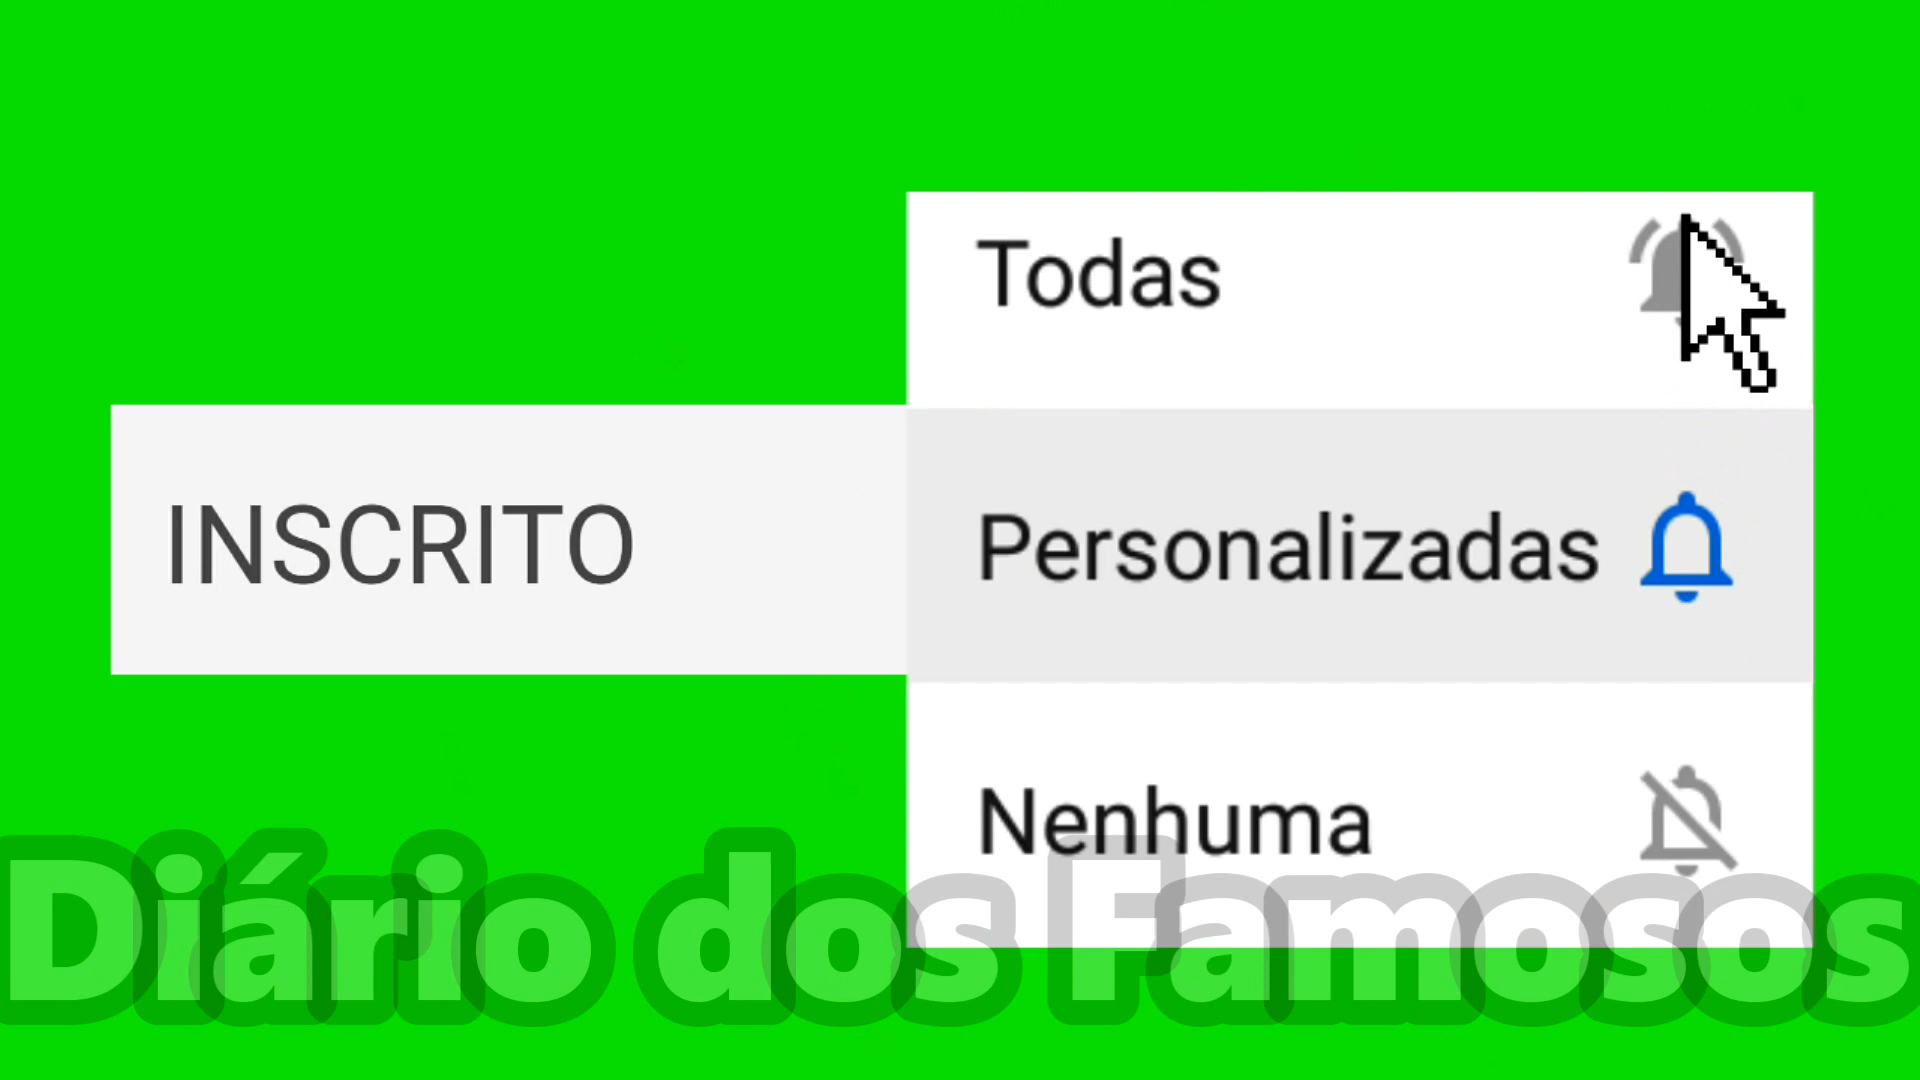 Todas
INSCRITO
Personalizadas
Nenhuma
Diário dos Famosos